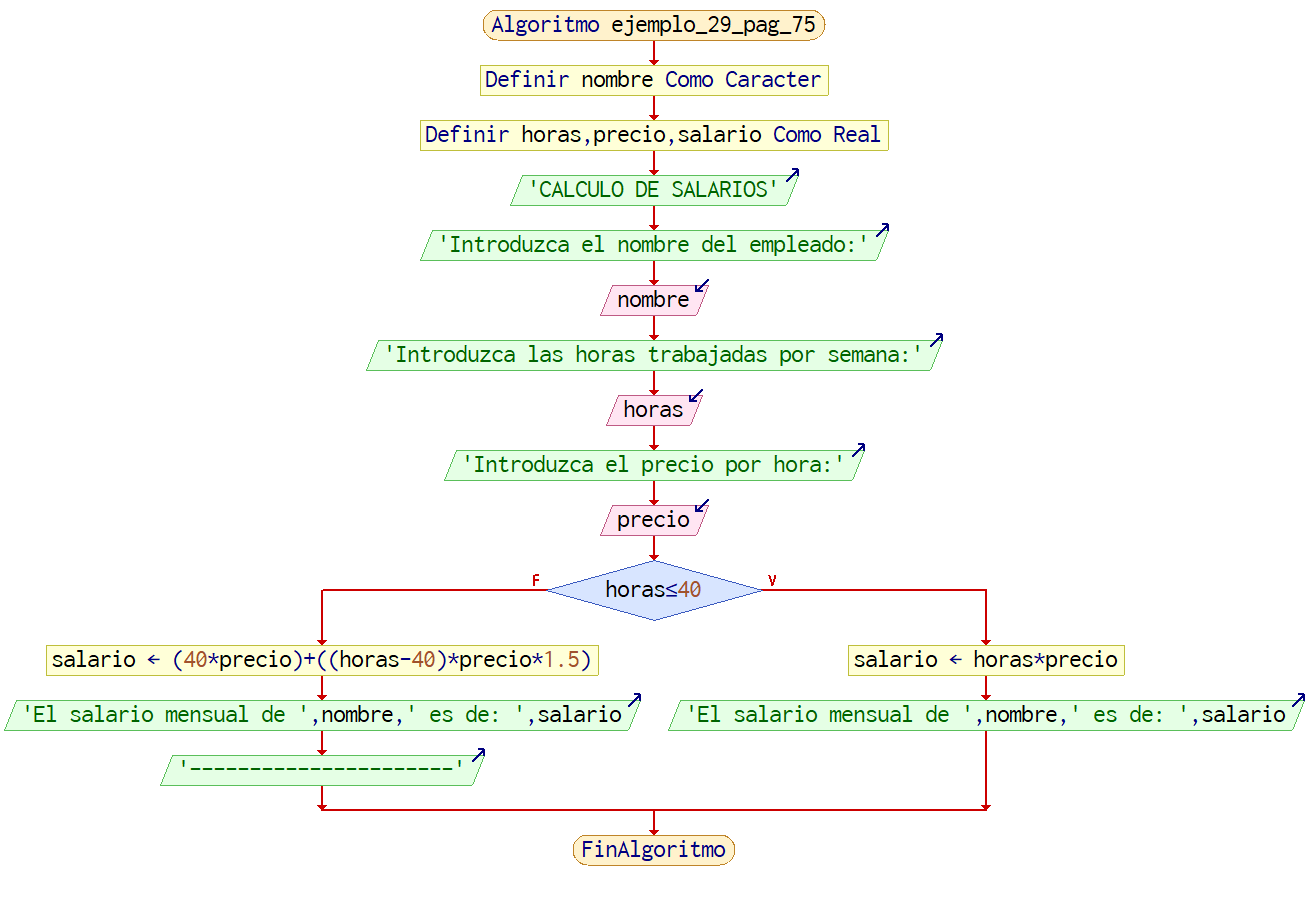 Algoritmo ejemplo_29_pag_75
Definir nombre Como Caracter
Definir horas,precio,salario Como Real
'CALCULO DE SALARIOS'
'Introduzca el nombre del empleado:'
nombre
'Introduzca las horas trabajadas por semana:'
horas
'Introduzca el precio por hora:'
precio
F
horas≤40
V
salario ← (40*precio)+((horas-40)*precio*1.5)
'El salario mensual de ',nombre,' es de: ',salario
'----------------------'
salario ← horas*precio
'El salario mensual de ',nombre,' es de: ',salario
FinAlgoritmo